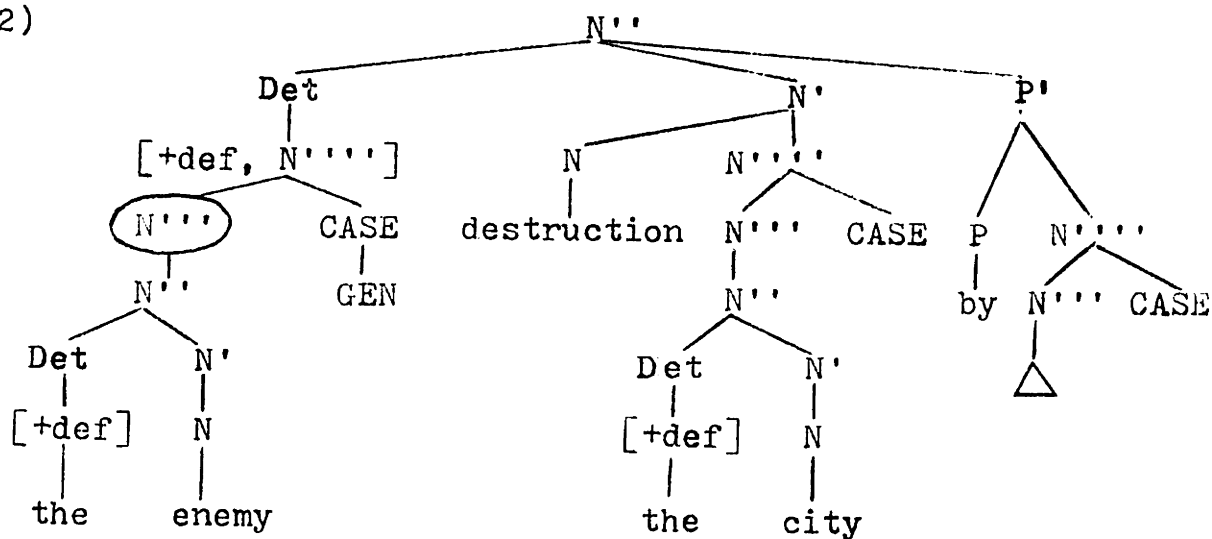 2) N''
Det N' P'
[+def, N''''] N N''''
N''' CASE destruction N''' CASE P N''''
N'' GEN N'' by N''' CASE
Det N' Det N'
[+def] N [+def] N
the enemy the city